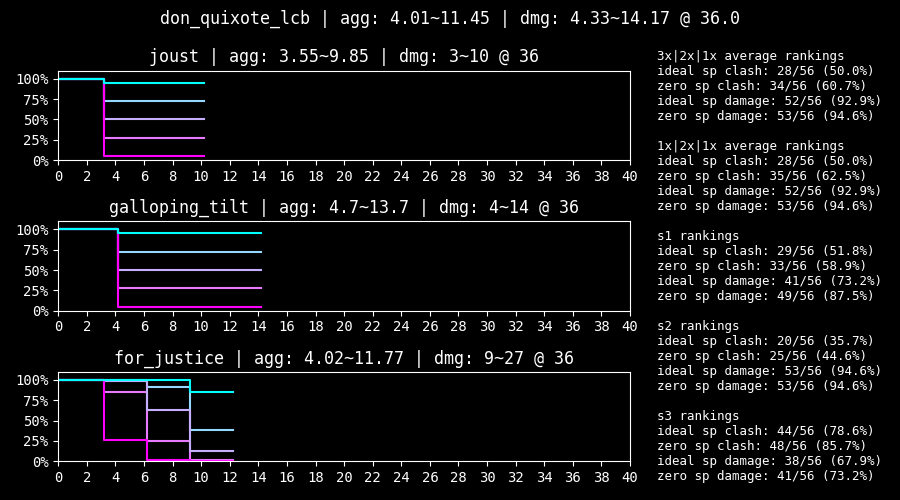 don_quixote_lcb | agg: 4.01~11.45 | dmg: 4.33~14.17 @ 36.0
joust | agg: 3.55~9.85 | dmg: 3~10 @ 36
100%
75%
50%
25%
0%
0 2 4 6 8 10 12 14 16 18 20 22 24 26 28 30 32 34 36 38 40
galloping_tilt | agg: 4.7~13.7 | dmg: 4~14 @ 36
100%
75%
50%
25%
0%
0 2 4 6 8 10 12 14 16 18 20 22 24 26 28 30 32 34 36 38 40
for_justice | agg: 4.02~11.77 | dmg: 9~27 @ 36
100%
75%
50%
25%
0%
0 2 4 6 8 10 12 14 16 18 20 22 24 26 28 30 32 34 36 38 40
3x|2x|1x average rankings
ideal sp clash: 28/56 (50.0%)
zero sp clash: 34/56 (60.7%)
ideal sp damage: 52/56 (92.9%)
zero sp damage: 53/56 (94.6%)
1x|2x|1x average rankings
ideal sp clash: 28/56 (50.0%)
zero sp clash: 35/56 (62.5%)
ideal sp damage: 52/56 (92.9%)
zero sp damage: 53/56 (94.6%)
s1 rankings
ideal sp clash: 29/56 (51.8%)
zero sp clash: 33/56 (58.9%)
ideal sp damage: 41/56 (73.2%)
zero sp damage: 49/56 (87.5%)
s2 rankings
ideal sp clash: 20/56 (35.7%)
zero sp clash: 25/56 (44.6%)
ideal sp damage: 53/56 (94.6%)
zero sp damage: 53/56 (94.6%)
s3 rankings
ideal sp clash: 44/56 (78.6%)
zero sp clash: 48/56 (85.7%)
ideal sp damage: 38/56 (67.9%)
zero sp damage: 41/56 (73.2%)